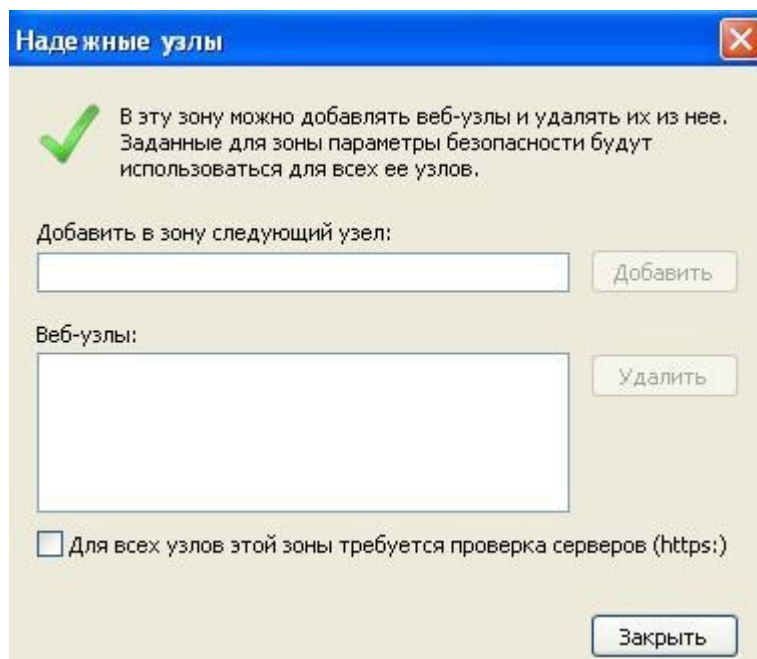 Надежные узлы
В эту зону можно добавлять веб-узлы и удалять их из нее.
Заданные для зоны параметры безопасности будут
использоваться для всех ее узлов.
Добавить в зону следующий узел:
Добавить
Веб-узлы:
Удалить
Для всех узлов этой зоны требуется проверка серверов (https:)
Закрыть